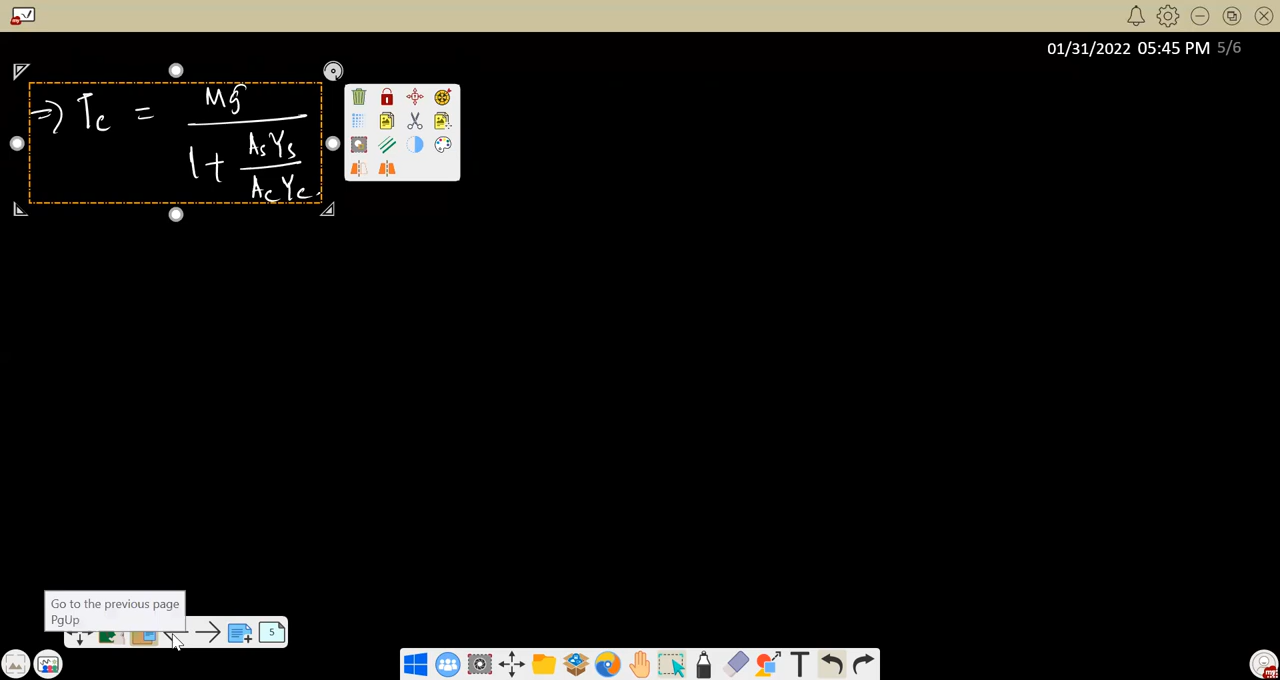 01/31/2022 05:45 PM 5/6
⇒ Tc = Mg / (1 + AsYs / AcYc)
Go to the previous page
PgUp
5